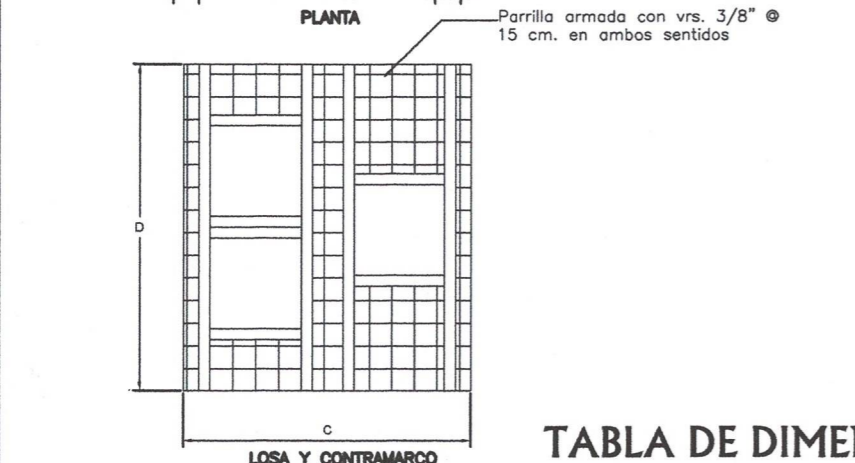 PLANTA
Parrilla armada con vrs. 3/8" @
15 cm. en ambos sentidos
D
C
LOSA Y CONTRAMARCO
TABLA DE DIME